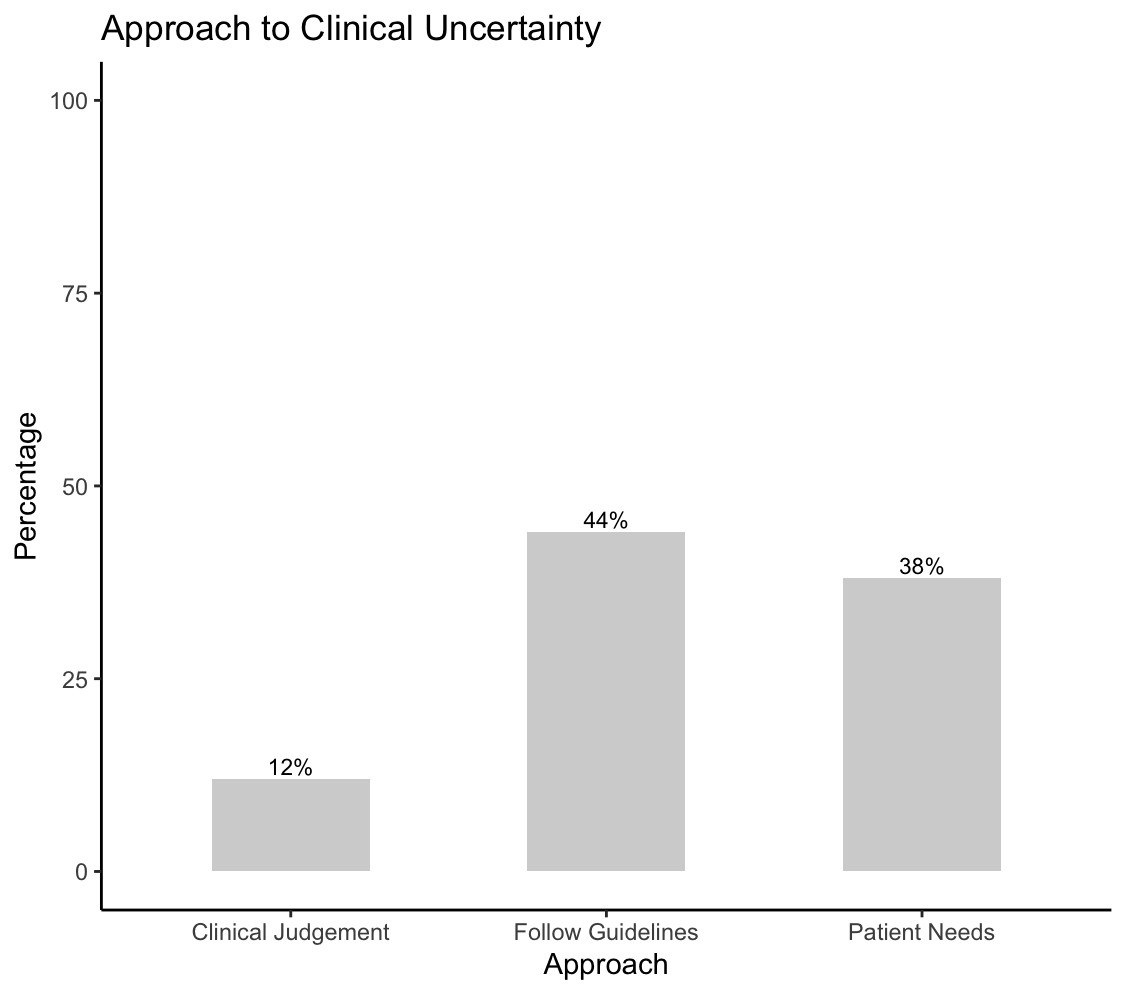 Approach to Clinical Uncertainty
Percentage
100
75
50
25
0
12%
44%
38%
Clinical Judgement
Follow Guidelines
Patient Needs
Approach